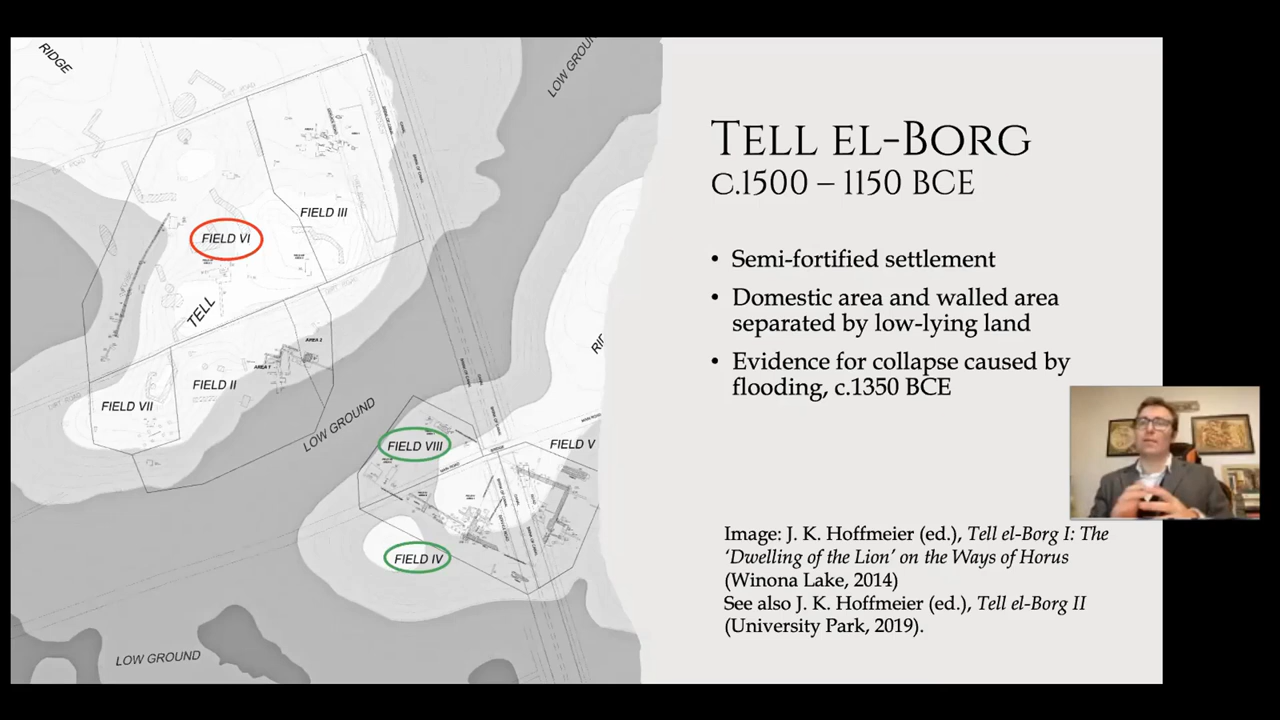 RIDGE
LOW GROUND
FIELD III
FIELD VI
TELL
AREA 2
AREA 1
FIELD II
FIELD VII
LOW GROUND
FIELD VIII
FIELD V
FIELD IV
LOW GROUND
TELL EL-BORG
C.1500 – 1150 BCE
• Semi-fortified settlement
• Domestic area and walled area
separated by low-lying land
• Evidence for collapse caused by
flooding, c.1350 BCE
Image: J. K. Hoffmeier (ed.), Tell el-Borg I: The
‘Dwelling of the Lion’ on the Ways of Horus
(Winona Lake, 2014)
See also J. K. Hoffmeier (ed.), Tell el-Borg II
(University Park, 2019).